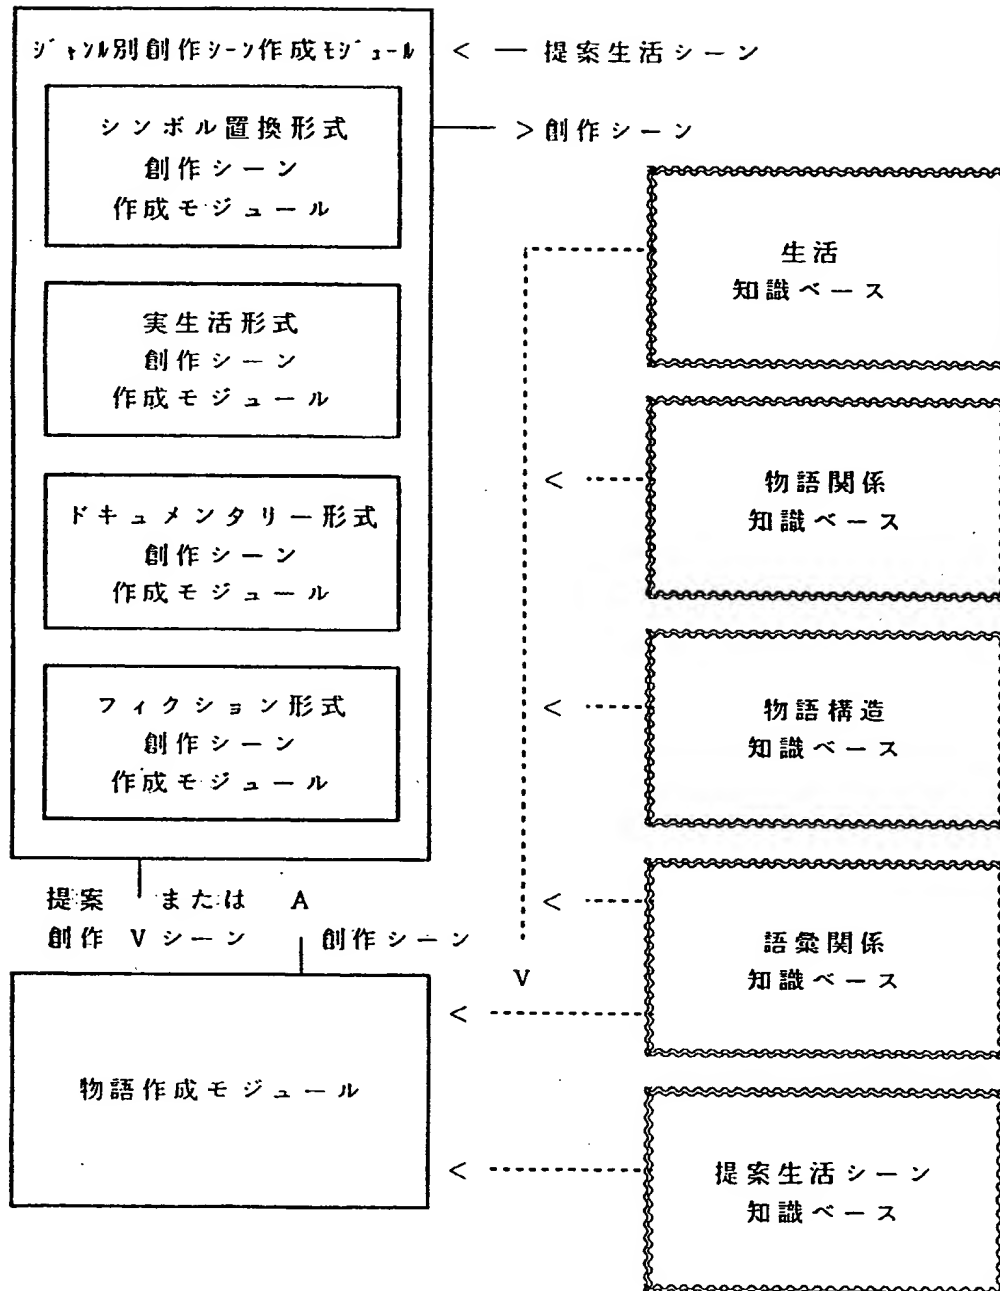 ジャンル別創作シーン作成モジュール
< — 提案生活シーン
シンボル置換形式
創作シーン
作成モジュール
> 創作シーン
実生活形式
創作シーン
作成モジュール
ドキュメンタリー形式
創作シーン
作成モジュール
フィクション形式
創作シーン
作成モジュール
提案 または A
創作 V シーン 創作シーン
物語作成モジュール
生活
知識ベース
<
物語関係
知識ベース
<
物語構造
知識ベース
<
語彙関係
知識ベース
V
<
<
提案生活シーン
知識ベース